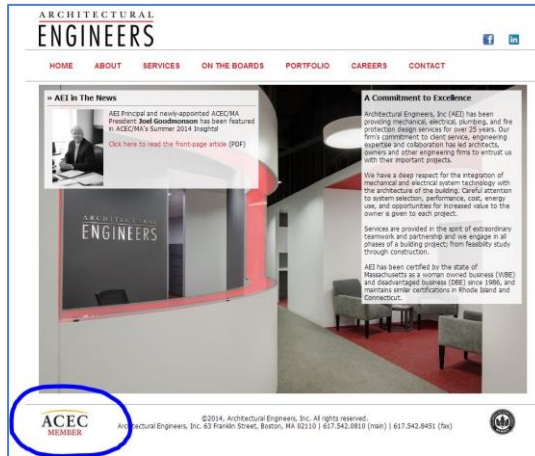 ARCHITECTURAL
ENGINEERS
HOME ABOUT SERVICES ON THE BOARDS PORTFOLIO CAREERS CONTACT
» AEI in The News
AEI Principal and newly-appointed ACEC/MA
President Joel Goodmonson has been featured
in ACEC/MA's Summer 2014 Insights!
Click here to read the front-page article (PDF)
A Commitment to Excellence
Architectural Engineers, Inc (AEI) has been
providing mechanical, electrical, plumbing, and fire
protection design services for over 25 years. Our
firm's commitment to client service, engineering
expertise and collaboration has led architects,
owners and other engineering firms to entrust us
with their important projects.
We have a deep respect for the integration of
mechanical and electrical system technology with
the architecture of the building. Careful attention
to system selection, performance, cost, energy
use, and opportunities for increased value to the
owner is given to each project.
Services are provided in the spirit of extraordinary
teamwork and partnership and we engage in all
phases of a building project; from feasibility study
through construction.
AEI has been certified by the state of
Massachusetts as a woman owned business (WBE)
and disadvantaged business (DBE) since 1986, and
maintains similar certifications in Rhode Island and
Connecticut.
ARCHITECTURAL
ENGINEERS
ACEC
MEMBER
©2014, Architectural Engineers, Inc. All rights reserved.
Architectural Engineers, Inc. 63 Franklin Street, Boston, MA 02110 | 617.542.0810 (main) | 617.542.8451 (fax)